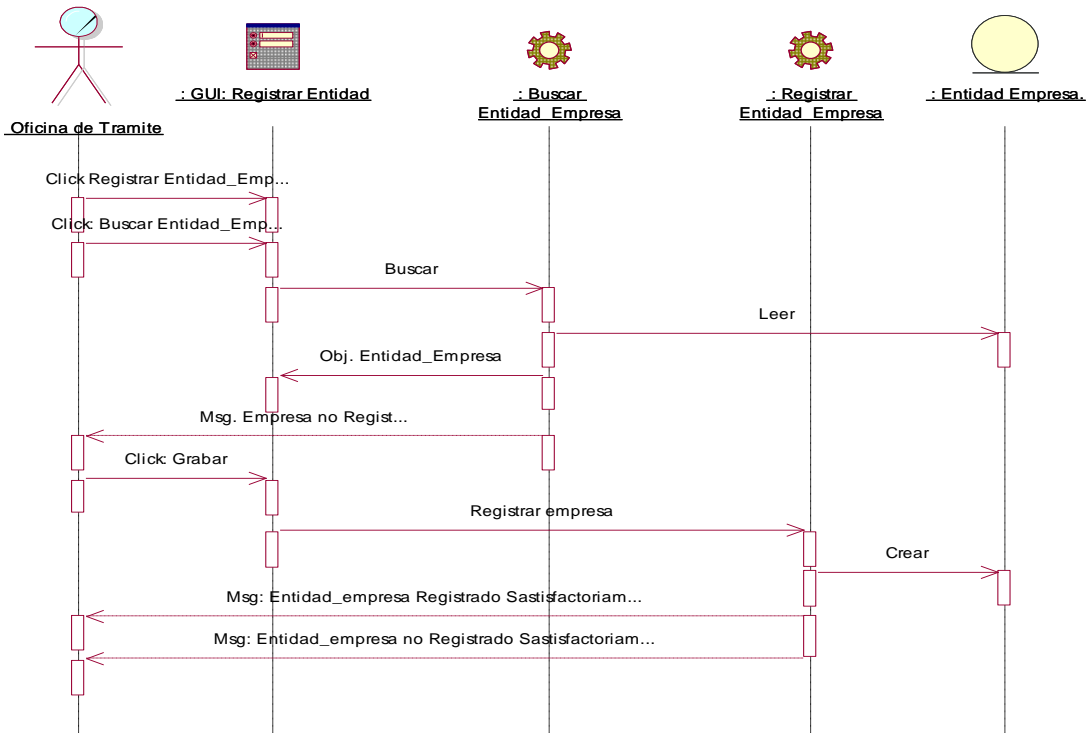 : GUI: Registrar Entidad
: Buscar
Entidad_Empresa
: Registrar
Entidad_Empresa
: Entidad Empresa.
Oficina de Tramite
Click Registrar Entidad_Emp...
Click: Buscar Entidad_Emp...
Buscar
Leer
Obj. Entidad_Empresa
Msg. Empresa no Regist...
Click: Grabar
Registrar empresa
Crear
Msg: Entidad_empresa Registrado Sastisfactoriam...
Msg: Entidad_empresa no Registrado Sastisfactoriam...